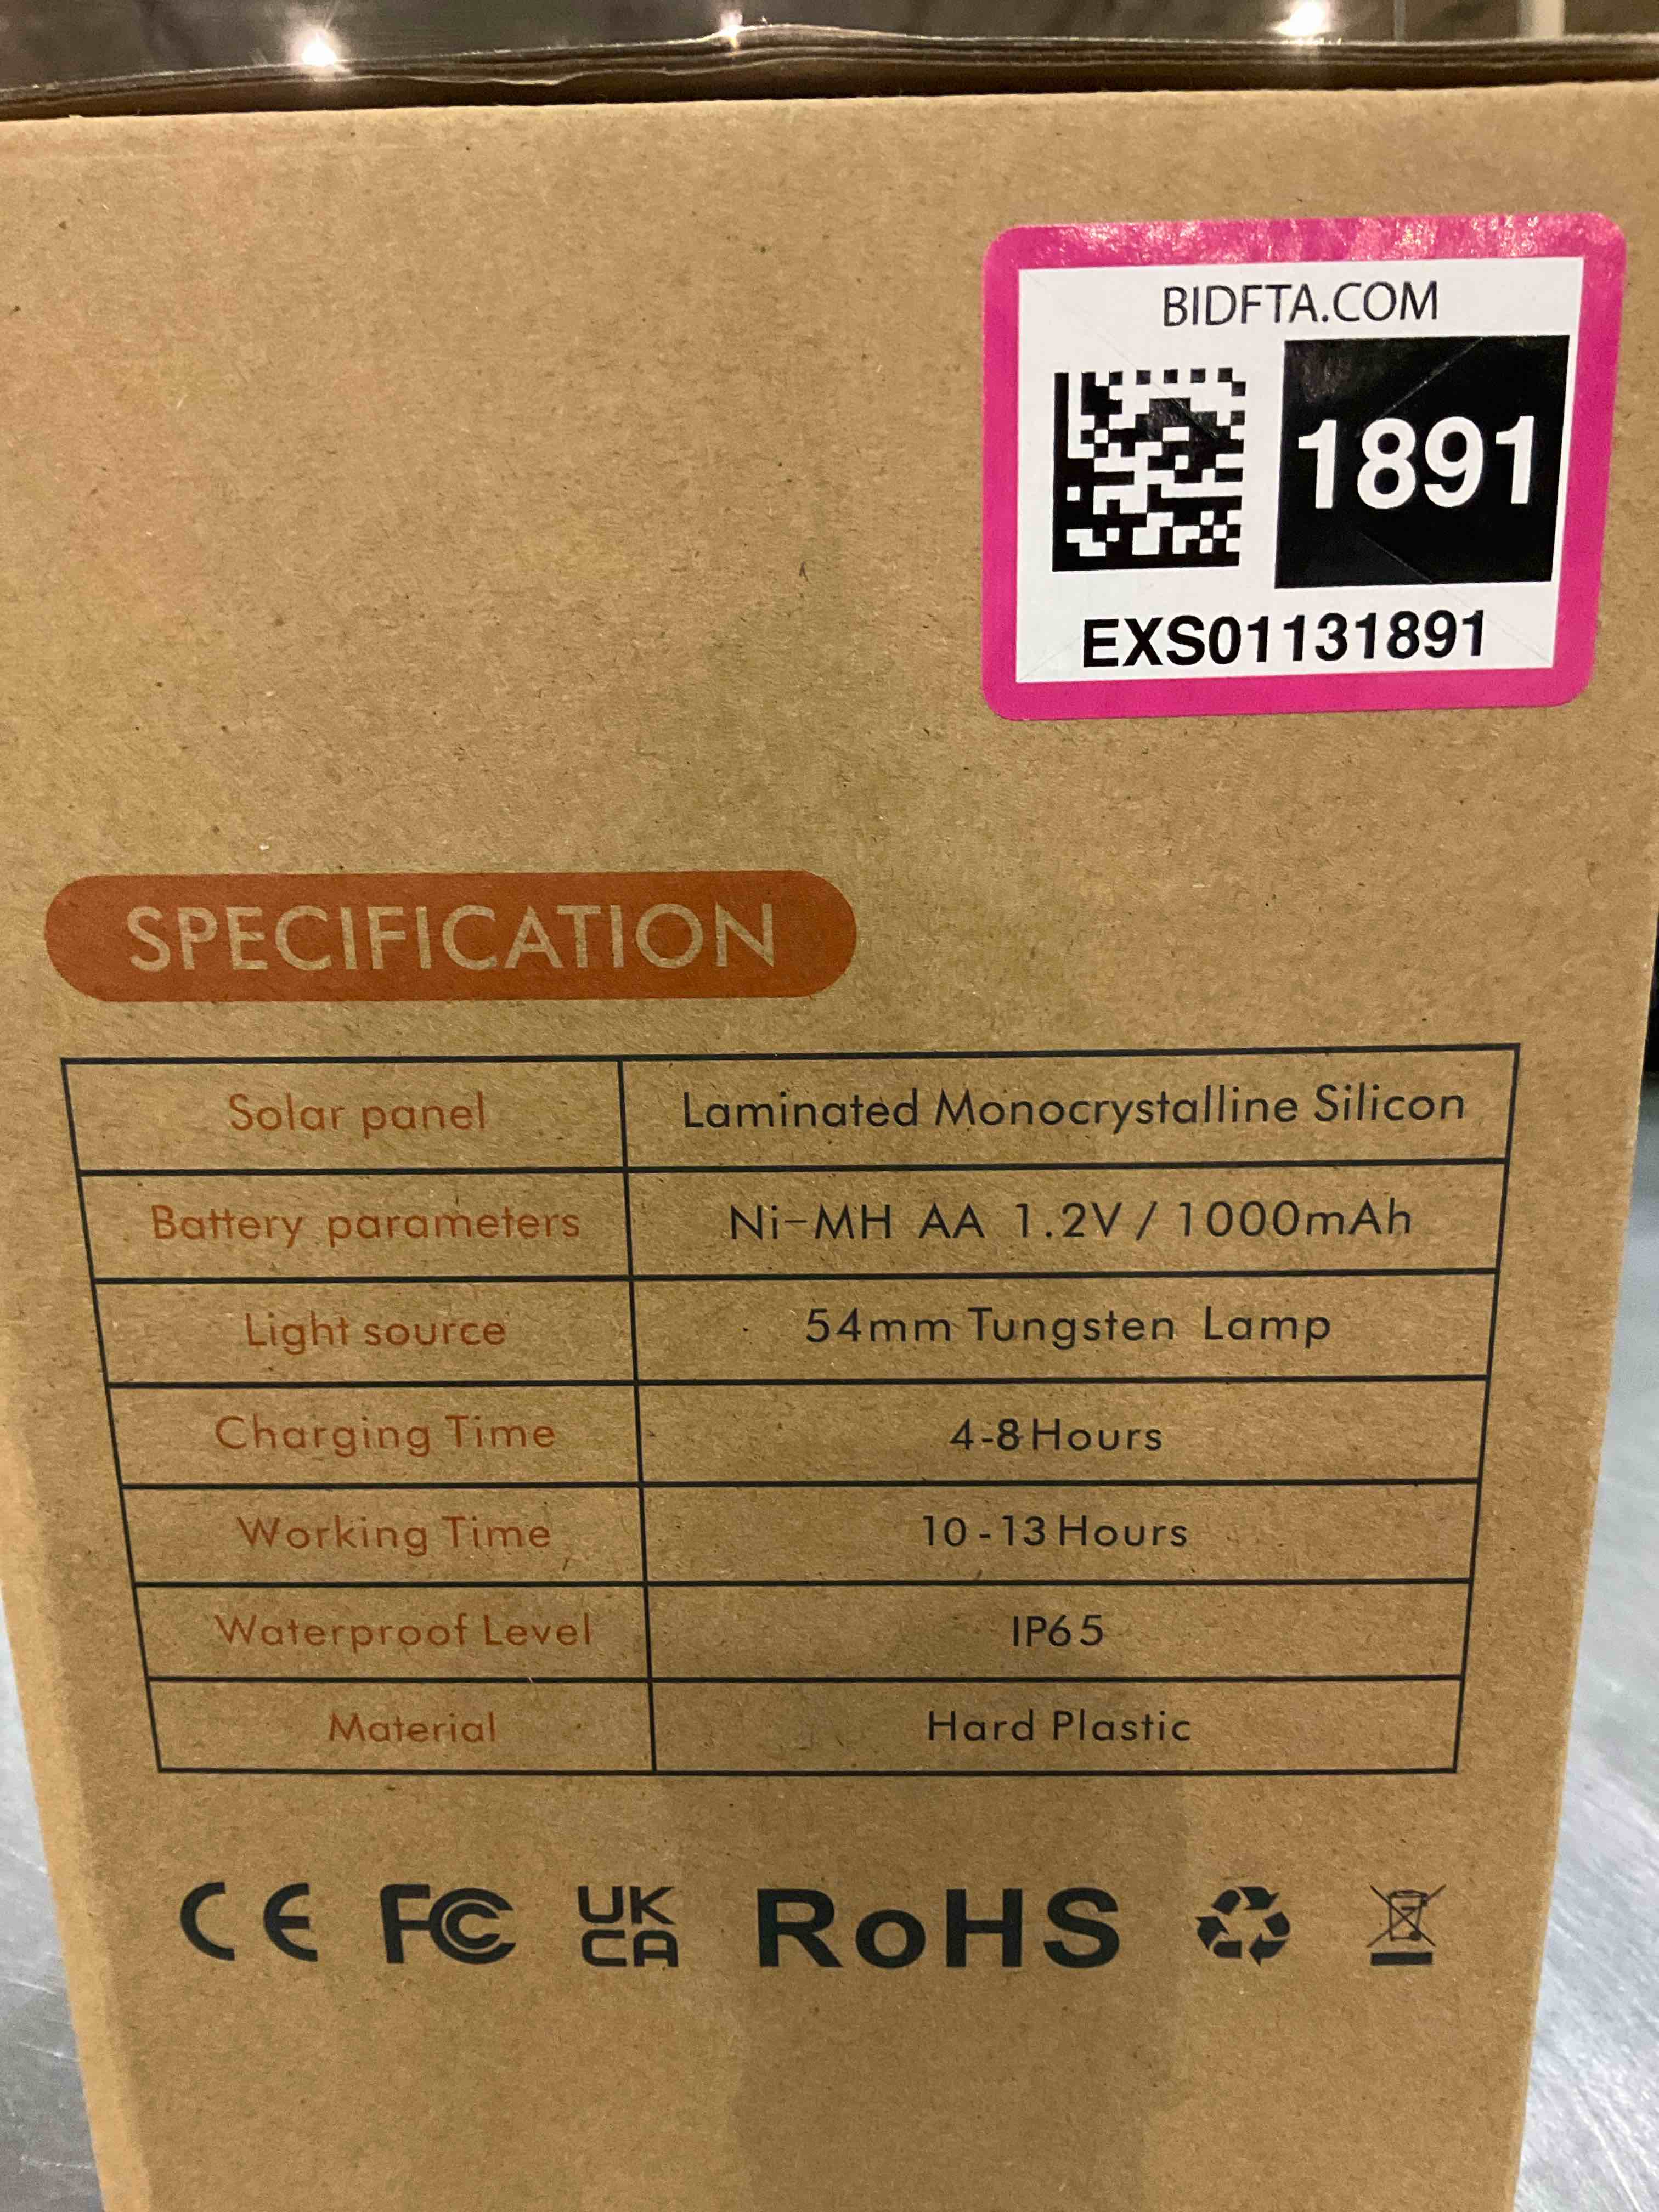 BIDFTA.COM
1891
EXS01131891
SPECIFICATION
Solar panel Laminated Monocrystalline Silicon
Battery parameters Ni-MH AA 1.2V / 1000mAh
Light source 54mm Tungsten Lamp
Charging Time 4-8 Hours
Working Time 10-13 Hours
Waterproof Level IP65
Material Hard Plastic
CE FC UK CA RoHS